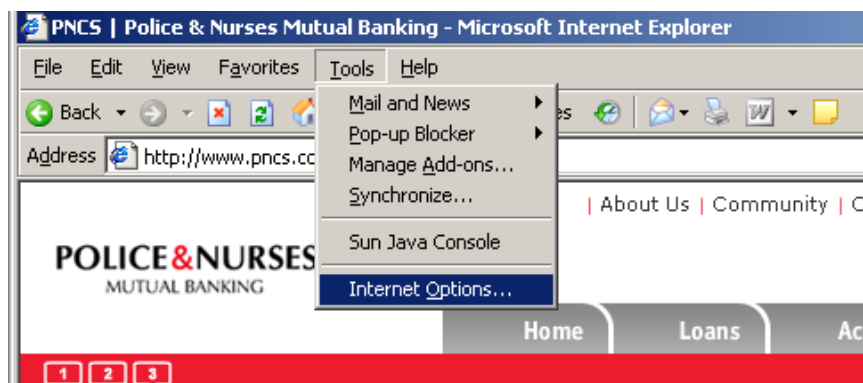 PNCS | Police & Nurses Mutual Banking - Microsoft Internet Explorer
File Edit View Favorites Tools Help
Back
Mail and News
Pop-up Blocker
Manage Add-ons...
Synchronize...
Sun Java Console
Internet Options...
Address http://www.pncs.cc
| About Us | Community |
POLICE&NURSES
MUTUAL BANKING
Home Loans Ac
1 2 3